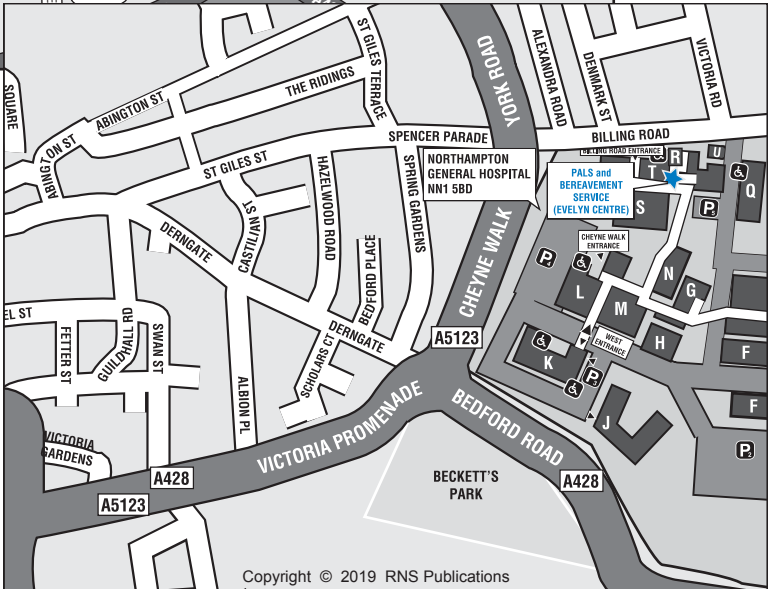 SQUARE
ABINGTON ST
ABINGTON ST
THE RIDINGS
ST GILES TERRACE
YORK ROAD
ALEXANDRA ROAD
DENMARK ST
VICTORIA RD
SPENCER PARADE
BILLING ROAD
BILLING ROAD ENTRANCE
ST GILES ST
HAZELWOOD ROAD
SPRING GARDENS
CASTILIAN ST
NORTHAMPTON
GENERAL HOSPITAL
NN1 5BD
PALS and
BEREAVEMENT
SERVICE
(EVELYN CENTRE)
R
U
T
S
Q
P
CHEYNE WALK
ENTRANCE
CHEYNE WALK
DERNGATE
BEDFORD PLACE
P
N
G
L
M
EL ST
FETTER ST
GUILDHALL RD
SWAN ST
ALBION PL
DERNGATE
SCHOLARS CT
A5123
WEST
ENTRANCE
H
F
K
P
F
J
P2
VICTORIA PROMENADE
BEDFORD ROAD
VICTORIA
GARDENS
A428
A5123
BECKETT'S
PARK
A428
Copyright © 2019 RNS Publications